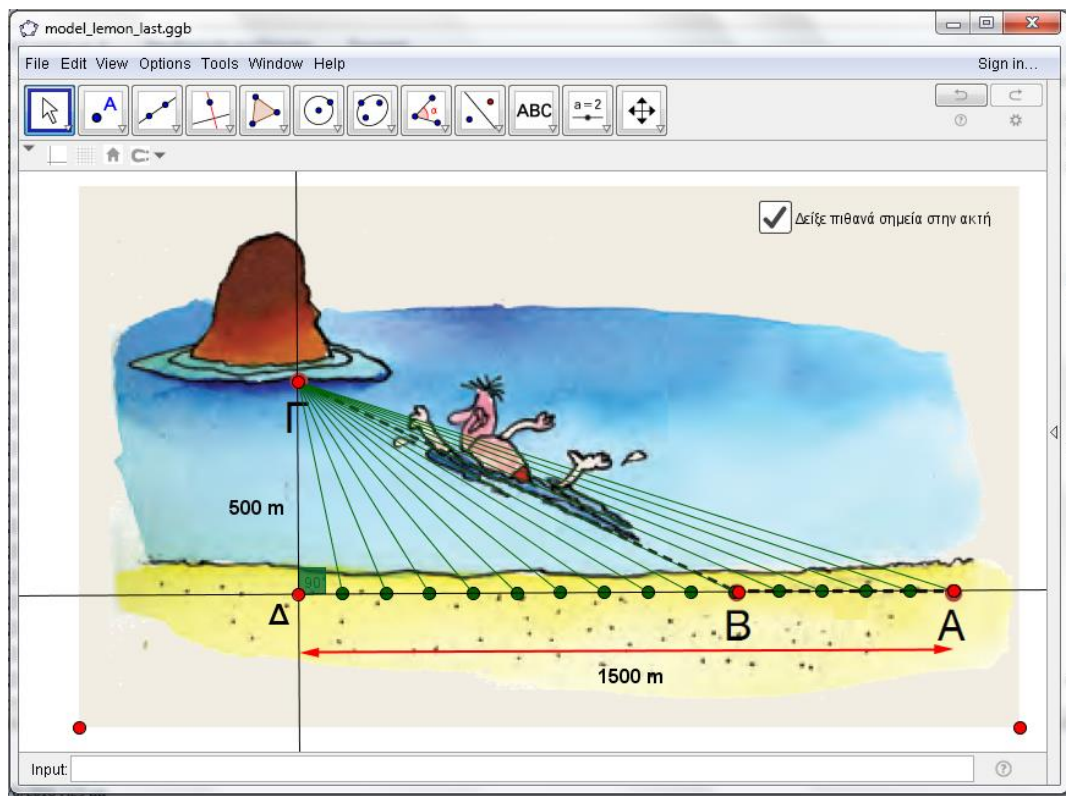 model_lemon_last.ggb
File Edit View Options Tools Window Help
Sign in...
A
α
ABC
a = 2
Δείξε πιθανά σημεία στην ακτή
Γ
500 m
90°
Δ
B
A
1500 m
Input: